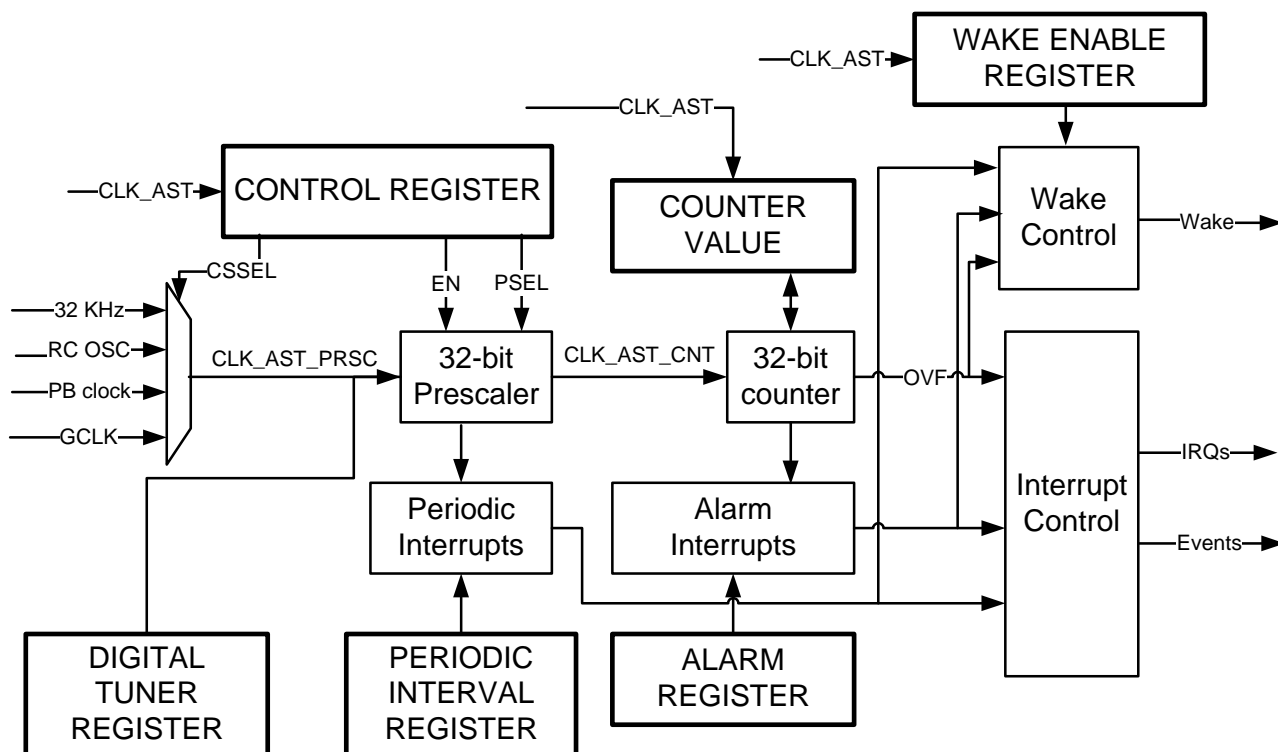 WAKE ENABLE
REGISTER
CLK_AST
CLK_AST
CONTROL REGISTER
CLK_AST
COUNTER
VALUE
Wake
Control
Wake
CSSEL
EN
PSEL
32 KHz
RC OSC
PB clock
GCLK
CLK_AST_PRSC
32-bit
Prescaler
CLK_AST_CNT
32-bit
counter
OVF
IRQs
Periodic
Interrupts
Alarm
Interrupts
Interrupt
Control
Events
DIGITAL
TUNER
REGISTER
PERIODIC
INTERVAL
REGISTER
ALARM
REGISTER